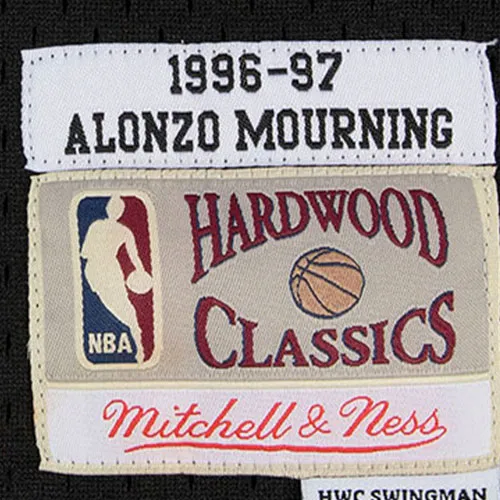 1996-97
ALONZO MOURNING
HARDWOOD
NBA
CLASSICS
Mitchell & Ness
HWC SWINGMAN